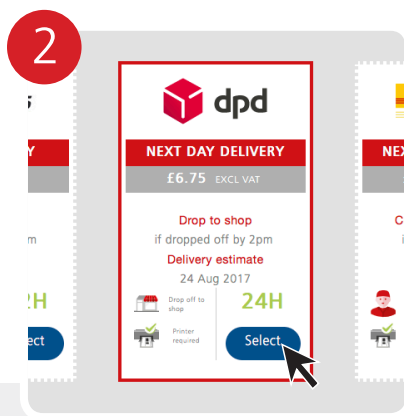 2
dpd
NEXT DAY DELIVERY
£6.75 EXCL VAT
Drop to shop
if dropped off by 2pm
Delivery estimate
24 Aug 2017
Drop off to
shop
24H
Printer
required
Select
Y
m
2H
ect
NEX
C
i